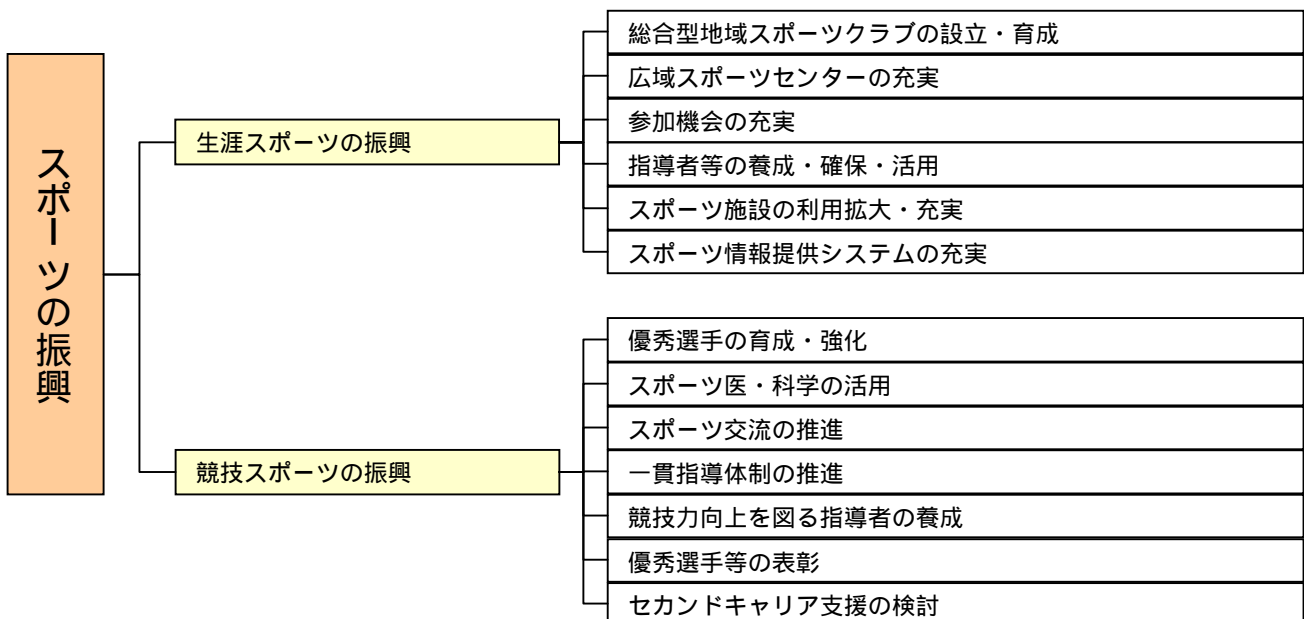 スポーツの振興
生涯スポーツの振興
総合型地域スポーツクラブの設立・育成
広域スポーツセンターの充実
参加機会の充実
指導者等の養成・確保・活用
スポーツ施設の利用拡大・充実
スポーツ情報提供システムの充実
競技スポーツの振興
優秀選手の育成・強化
スポーツ医・科学の活用
スポーツ交流の推進
一貫指導体制の推進
競技力向上を図る指導者の養成
優秀選手等の表彰
セカンドキャリア支援の検討